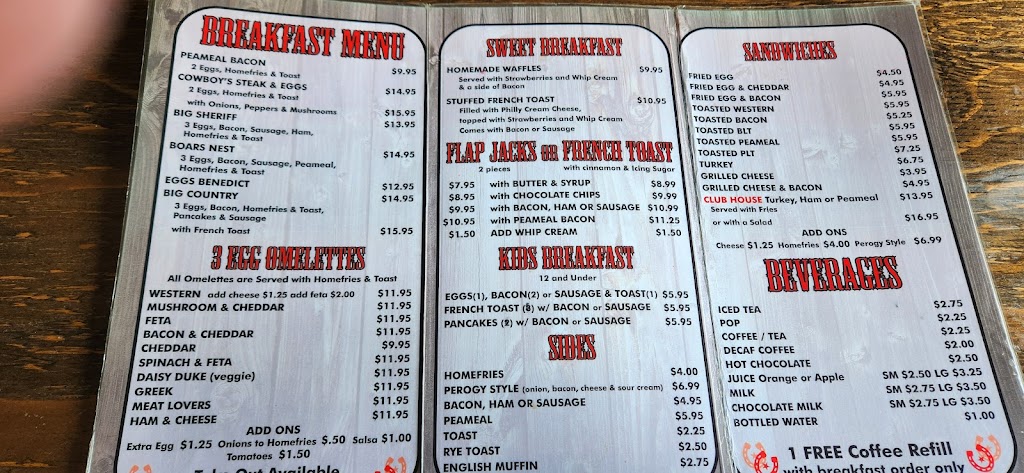 BREAKFAST MENU
PEAMEAL BACON
2 Eggs, Homefries & Toast $9.95
COWBOY'S STEAK & EGGS
2 Eggs, Homefries & Toast $14.95
with Onions, Peppers & Mushrooms $15.95
BIG SHERIFF $13.95
3 Eggs, Bacon, Sausage, Ham,
Homefries & Toast
BOARS NEST $14.95
3 Eggs, Bacon, Sausage, Peameal,
Homefries & Toast
EGGS BENEDICT $12.95
BIG COUNTRY $14.95
3 Eggs, Bacon, Homefries & Toast,
Pancakes & Sausage
with French Toast $15.95
3 EGG OMELETTES
All Omelettes are Served with Homefries & Toast
WESTERN add cheese $1.25 add feta $2.00 $11.95
MUSHROOM & CHEDDAR $11.95
FETA $11.95
BACON & CHEDDAR $11.95
CHEDDAR $9.95
SPINACH & FETA $11.95
DAISY DUKE (veggie) $11.95
GREEK $11.95
MEAT LOVERS $11.95
HAM & CHEESE $11.95
ADD ONS
Extra Egg $1.25 Onions to Homefries $.50 Salsa $1.00
Tomatoes $1.50
Take Out Available
SWEET BREAKFAST
HOMEMADE WAFFLES $9.95
Served with Strawberries and Whip Cream
& a side of Bacon
STUFFED FRENCH TOAST $10.95
Filled with Philly Cream Cheese,
topped with Strawberries and Whip Cream
Comes with Bacon or Sausage
FLAP JACKS OR FRENCH TOAST
2 pieces with cinnamon & Icing Sugar
$7.95 with BUTTER & SYRUP $8.99
$8.95 with CHOCOLATE CHIPS $9.99
$9.95 with BACON, HAM OR SAUSAGE $10.99
$10.95 with PEAMEAL BACON $11.25
$1.50 ADD WHIP CREAM $1.50
KIDS BREAKFAST
12 and Under
EGGS(1), BACON(2) or SAUSAGE & TOAST(1) $5.95
FRENCH TOAST w/ BACON or SAUSAGE $5.95
PANCAKES (2) w/ BACON or SAUSAGE $5.95
SIDES
HOMEFRIES $4.00
PEROGY STYLE (onion, bacon, cheese & sour cream) $6.99
BACON, HAM OR SAUSAGE $4.95
PEAMEAL $5.95
TOAST $2.25
RYE TOAST $2.50
ENGLISH MUFFIN $2.75
SANDWICHES
FRIED EGG $4.50
FRIED EGG & CHEDDAR $4.95
FRIED EGG & BACON $5.95
TOASTED WESTERN $5.95
TOASTED BACON $5.25
TOASTED BLT $5.95
TOASTED PEAMEAL $5.95
TOASTED PLT $7.25
TURKEY $6.75
GRILLED CHEESE $3.95
GRILLED CHEESE & BACON $4.95
CLUB HOUSE Turkey, Ham or Peameal $13.95
Served with Fries
or with a Salad $16.95
ADD ONS
Cheese $1.25 Homefries $4.00 Perogy Style $6.99
BEVERAGES
ICED TEA $2.75
POP $2.25
COFFEE / TEA $2.25
DECAF COFFEE $2.00
HOT CHOCOLATE $2.50
JUICE Orange or Apple SM $2.50 LG $3.25
MILK SM $2.75 LG $3.50
CHOCOLATE MILK SM $2.75 LG $3.50
BOTTLED WATER $1.00
1 FREE Coffee Refill
with breakfast order only